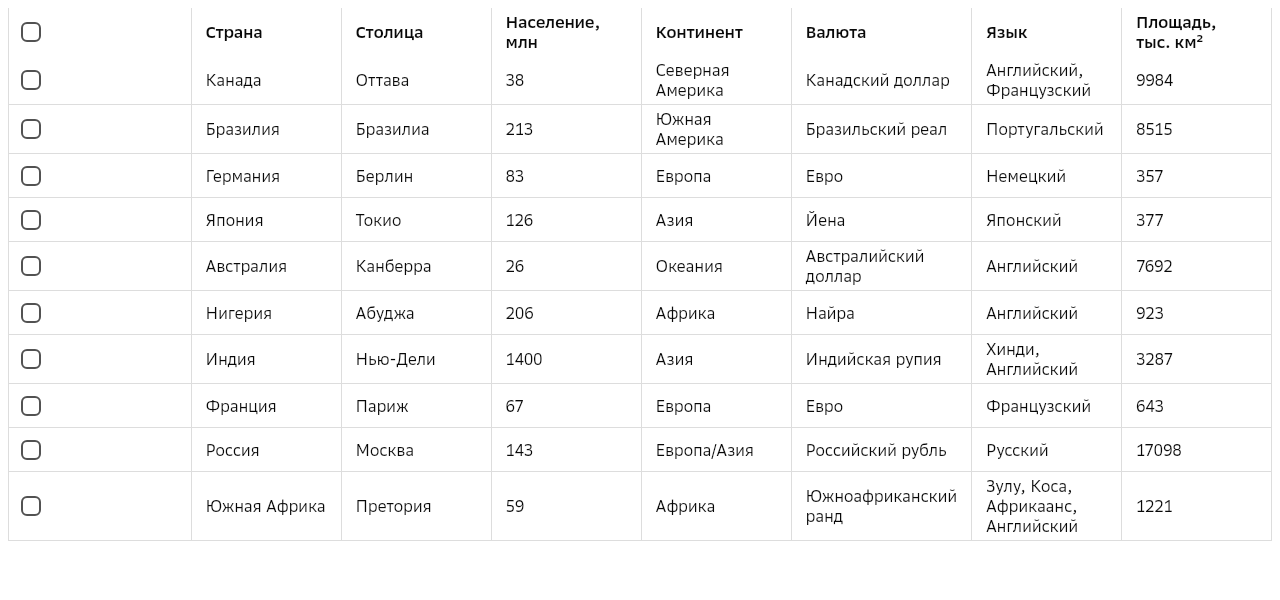 Страна Столица Население, млн Континент Валюта Язык Площадь, тыс. км²
Канада Оттава 38 Северная Америка Канадский доллар Английский, Французский 9984
Бразилия Бразилиа 213 Южная Америка Бразильский реал Португальский 8515
Германия Берлин 83 Европа Евро Немецкий 357
Япония Токио 126 Азия Йена Японский 377
Австралия Канберра 26 Океания Австралийский доллар Английский 7692
Нигерия Абуджа 206 Африка Найра Английский 923
Индия Нью-Дели 1400 Азия Индийская рупия Хинди, Английский 3287
Франция Париж 67 Европа Евро Французский 643
Россия Москва 143 Европа/Азия Российский рубль Русский 17098
Южная Африка Претория 59 Африка Южноафриканский ранд Зулу, Коса, Африкаанс, Английский 1221